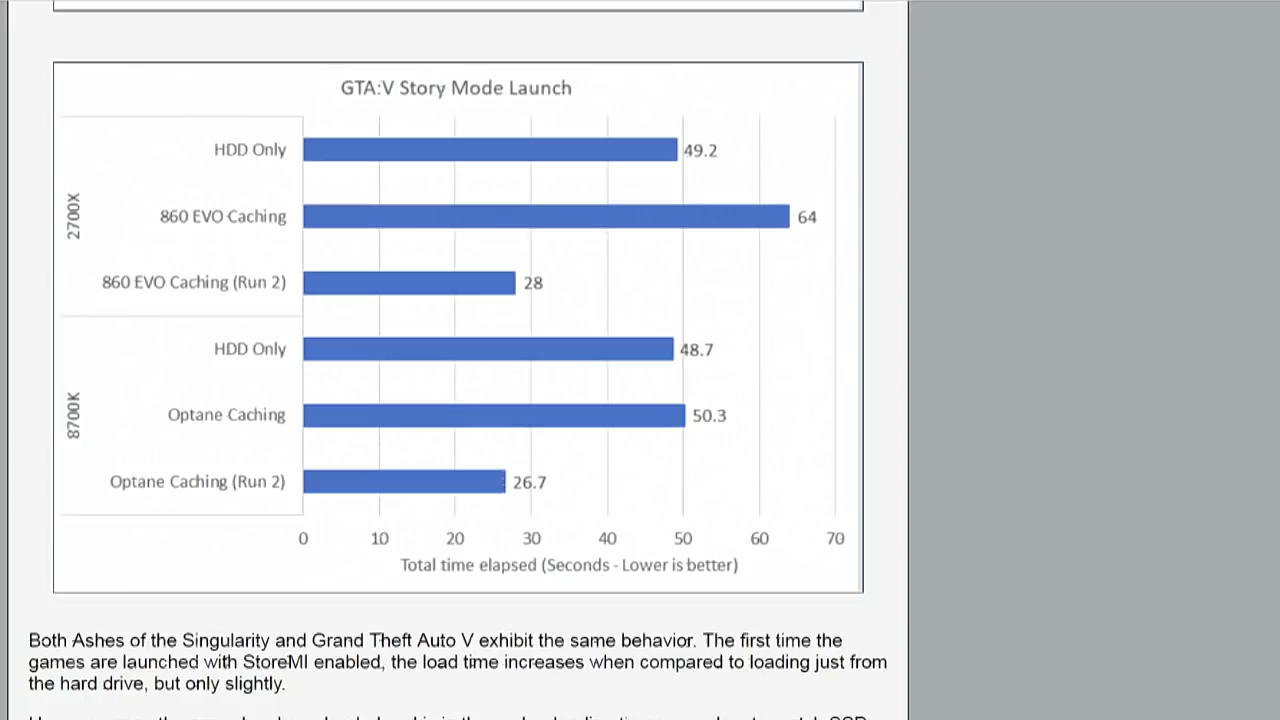 GTA:V Story Mode Launch
2700X
HDD Only 49.2
860 EVO Caching 64
860 EVO Caching (Run 2) 28
8700K
HDD Only 48.7
Optane Caching 50.3
Optane Caching (Run 2) 26.7
0 10 20 30 40 50 60 70
Total time elapsed (Seconds - Lower is better)
Both Ashes of the Singularity and Grand Theft Auto V exhibit the same behavior. The first time the
games are launched with StoreMI enabled, the load time increases when compared to loading just from
the hard drive, but only slightly.